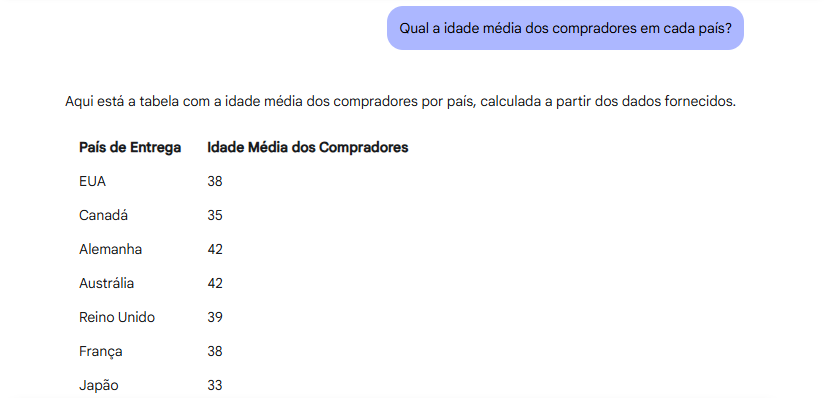 Qual a idade média dos compradores em cada país?
Aqui está a tabela com a idade média dos compradores por país, calculada a partir dos dados fornecidos.
País de Entrega Idade Média dos Compradores
EUA 38
Canadá 35
Alemanha 42
Austrália 42
Reino Unido 39
França 38
Japão 33